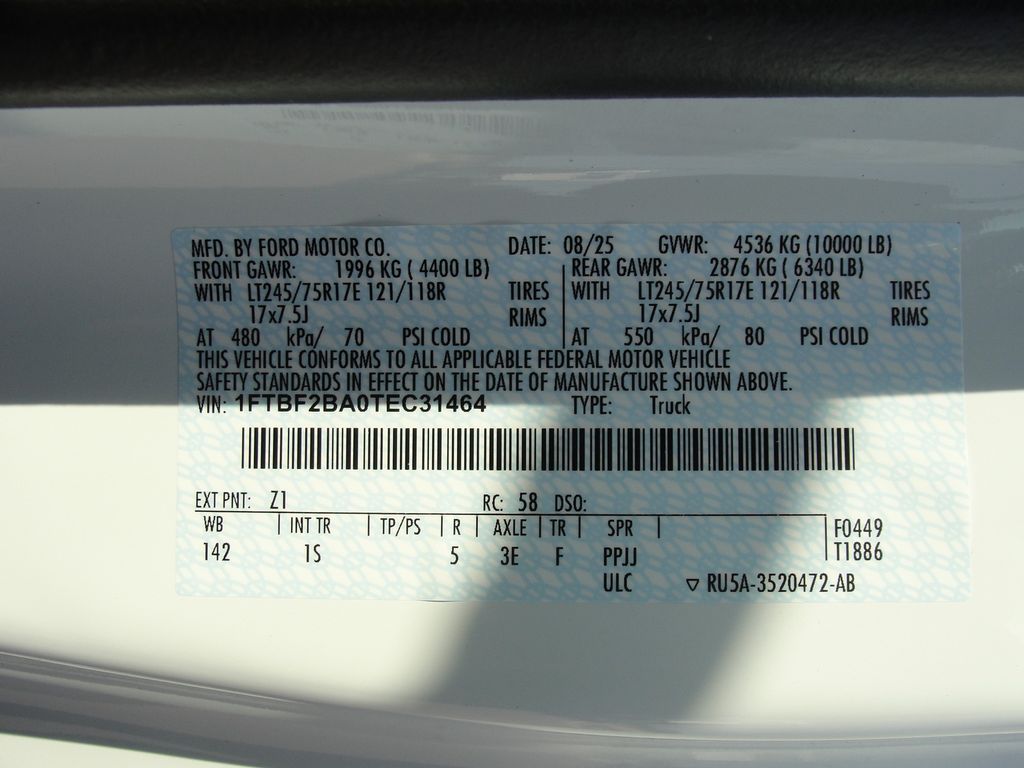 MFD. BY FORD MOTOR CO. DATE: 08/25 GVWR: 4536 KG (10000 LB)
FRONT GAWR: 1996 KG ( 4400 LB) REAR GAWR: 2876 KG ( 6340 LB)
WITH LT245/75R17E 121/118R TIRES WITH LT245/75R17E 121/118R TIRES
17x7.5J RIMS 17x7.5J RIMS
AT 480 kPa/ 70 PSI COLD AT 550 kPa/ 80 PSI COLD
THIS VEHICLE CONFORMS TO ALL APPLICABLE FEDERAL MOTOR VEHICLE
SAFETY STANDARDS IN EFFECT ON THE DATE OF MANUFACTURE SHOWN ABOVE.
VIN: 1FTBF2BA0TEC31464 TYPE: Truck
EXT PNT: Z1 RC: 58 DSO:
WB INT TR TP/PS R AXLE TR SPR F0449
142 1S 5 3E F PPJJ T1886
ULC ▽ RU5A-3520472-AB